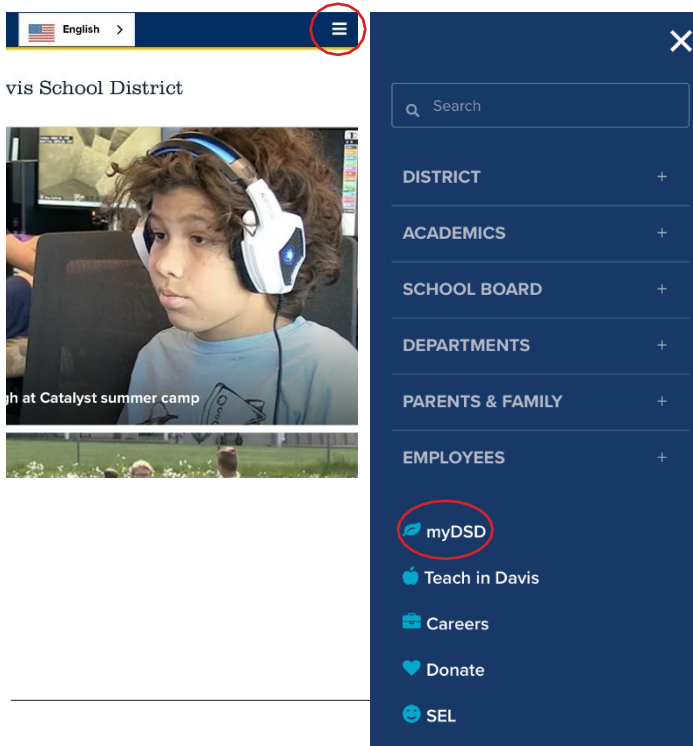 English
vis School District
gh at Catalyst summer camp
Search
DISTRICT
ACADEMICS
SCHOOL BOARD
DEPARTMENTS
PARENTS & FAMILY
EMPLOYEES
myDSD
Teach in Davis
Careers
Donate
SEL